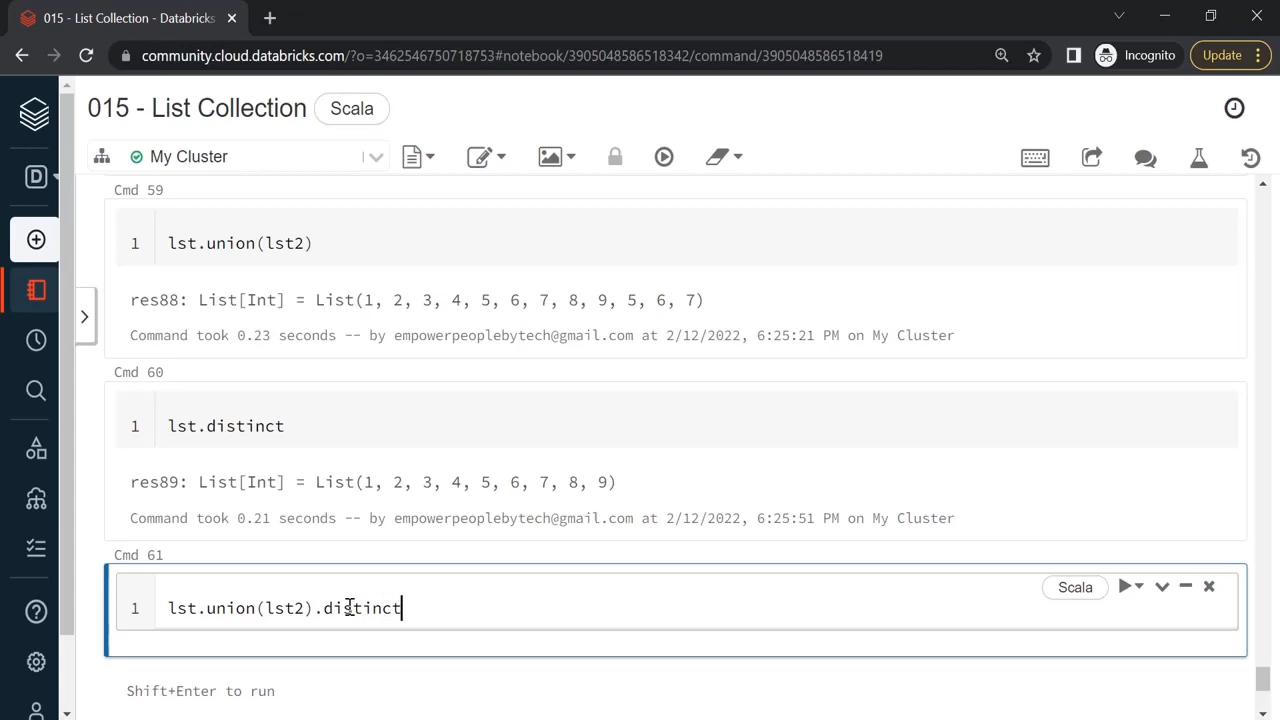 015 - List Collection - Databricks
community.cloud.databricks.com/?o=3462546750718753#notebook/3905048586518342/command/3905048586518419
Incognito
Update
015 - List Collection
Scala
D
My Cluster
Cmd 59
1 lst.union(lst2)
res88: List[Int] = List(1, 2, 3, 4, 5, 6, 7, 8, 9, 5, 6, 7)
Command took 0.23 seconds -- by empowerpeoplebytech@gmail.com at 2/12/2022, 6:25:21 PM on My Cluster
Cmd 60
1 lst.distinct
res89: List[Int] = List(1, 2, 3, 4, 5, 6, 7, 8, 9)
Command took 0.21 seconds -- by empowerpeoplebytech@gmail.com at 2/12/2022, 6:25:51 PM on My Cluster
Cmd 61
Scala
1 lst.union(lst2).distinct
Shift+Enter to run